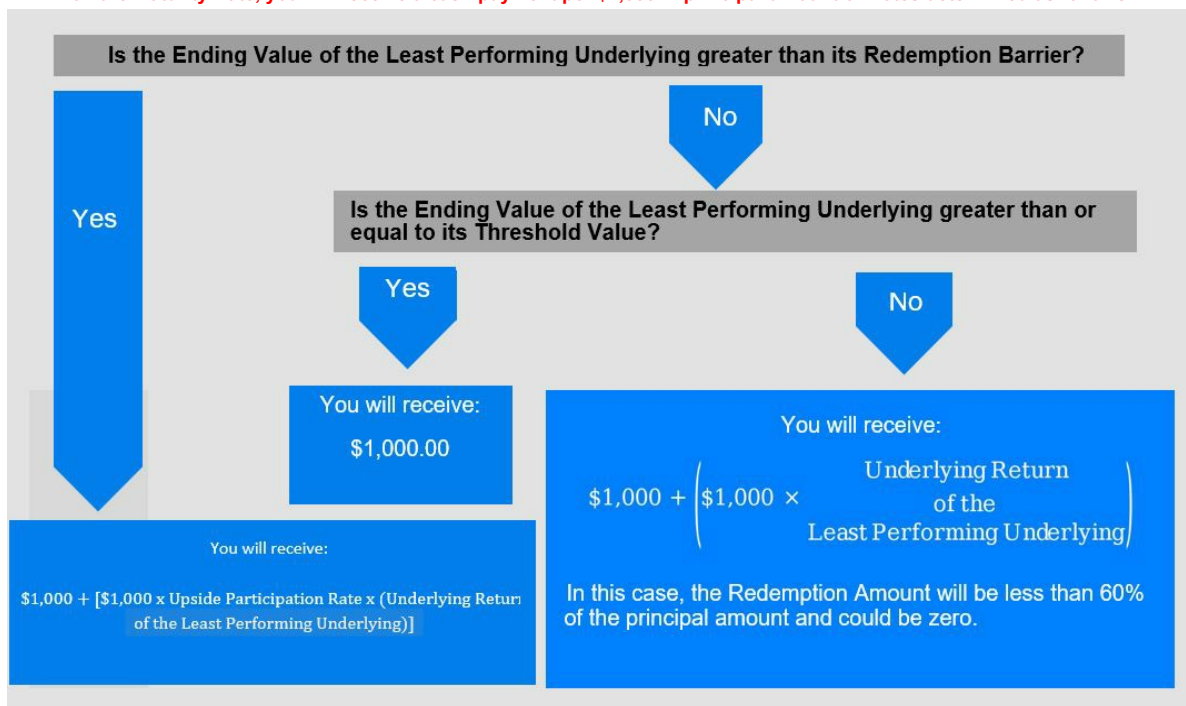 Is the Ending Value of the Least Performing Underlying greater than its Redemption Barrier?
No
Yes
Is the Ending Value of the Least Performing Underlying greater than or
equal to its Threshold Value?
Yes
No
You will receive:
$1,000.00
You will receive:
$1,000 + ($1,000 × Underlying Return
of the
Least Performing Underlying)
In this case, the Redemption Amount will be less than 60%
of the principal amount and could be zero.
You will receive:
$1,000 + [$1,000 x Upside Participation Rate x (Underlying Return
of the Least Performing Underlying)]